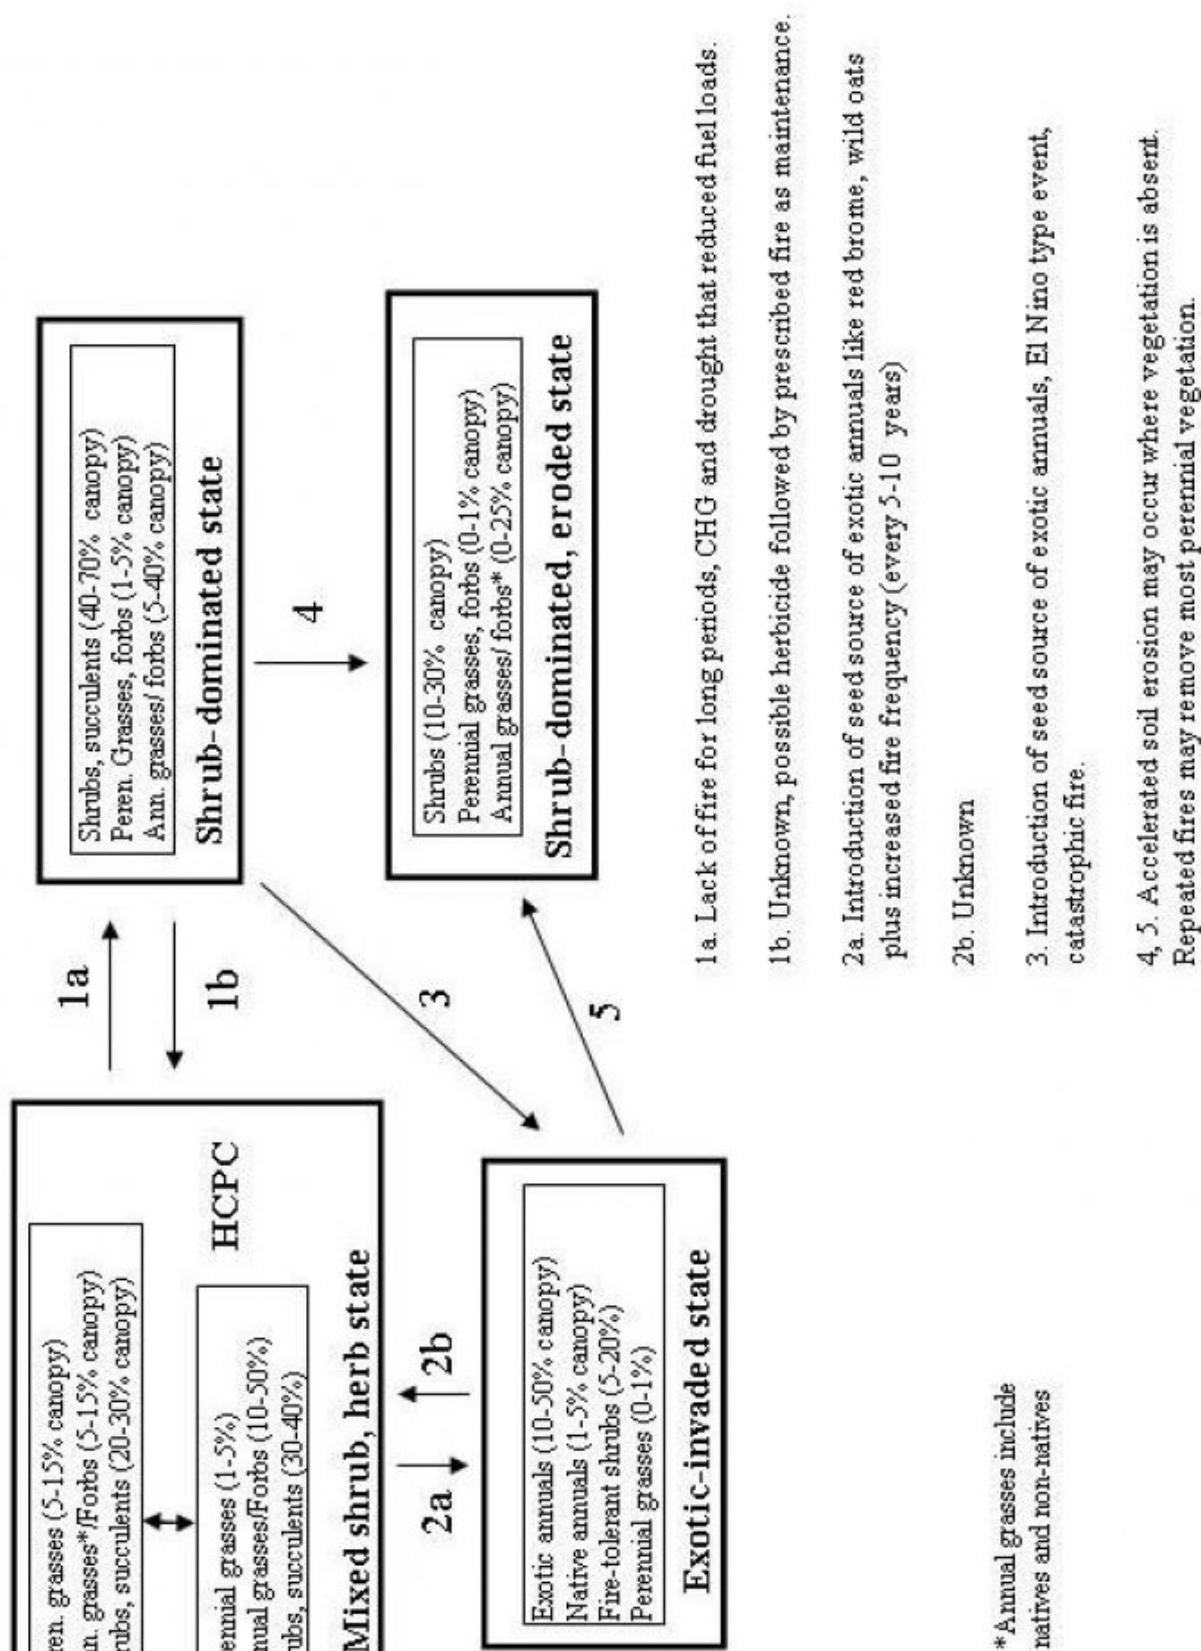 grasses (5-15% canopy)
grasses*/Forbs (5-15% canopy)
succulents (20-30% canopy)
HCPC
grasses (1-5%)
grasses/Forbs (10-50%)
succulents (30-40%)
Mixed shrub, herb state
1a
1b
Shrubs, succulents (40-70% canopy)
Peren. Grasses, forbs (1-5% canopy)
Ann. grasses/ forbs (5-40% canopy)
Shrub-dominated state
2a
2b
3
4
Exotic annuals (10-50% canopy)
Native annuals (1-5% canopy)
Fire-tolerant shrubs (5-20%)
Perennial grasses (0-1%)
Exotic-invaded state
5
Shrubs (10-30% canopy)
Perennial grasses, forbs (0-1% canopy)
Annual grasses/ forbs* (0-25% canopy)
Shrub-dominated, eroded state
1a. Lack of fire for long periods, CHG and drought that reduced fuel loads.
1b. Unknown, possible herbicide followed by prescribed fire as maintenance.
2a. Introduction of seed source of exotic annuals like red brome, wild oats
plus increased fire frequency (every 5-10 years)
2b. Unknown
3. Introduction of seed source of exotic annuals, El Nino type event,
catastrophic fire.
4, 5. Accelerated soil erosion may occur where vegetation is absent.
Repeated fires may remove most perennial vegetation.
*Annual grasses include
natives and non-natives